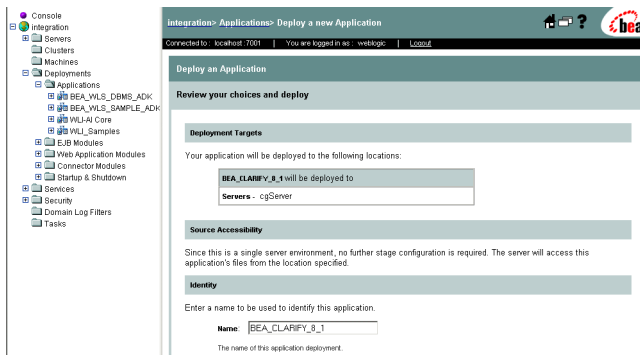 Console
integration
Servers
Clusters
Machines
Deployments
Applications
BEA_WLS_DBMS_ADK
BEA_WLS_SAMPLE_ADK
WLI-AI Core
WLI_Samples
EJB Modules
Web Application Modules
Connector Modules
Startup & Shutdown
Services
Security
Domain Log Filters
Tasks
integration> Applications> Deploy a new Application
? bea
Connected to : localhost :7001 | You are logged in as : weblogic | Logout
Deploy an Application
Review your choices and deploy
Deployment Targets
Your application will be deployed to the following locations:
BEA_CLARIFY_8_1 will be deployed to
Servers - cgServer
Source Accessibility
Since this is a single server environment, no further stage configuration is required. The server will access this
application's files from the location specified.
Identity
Enter a name to be used to identify this application.
Name: BEA_CLARIFY_8_1
The name of this application deployment.